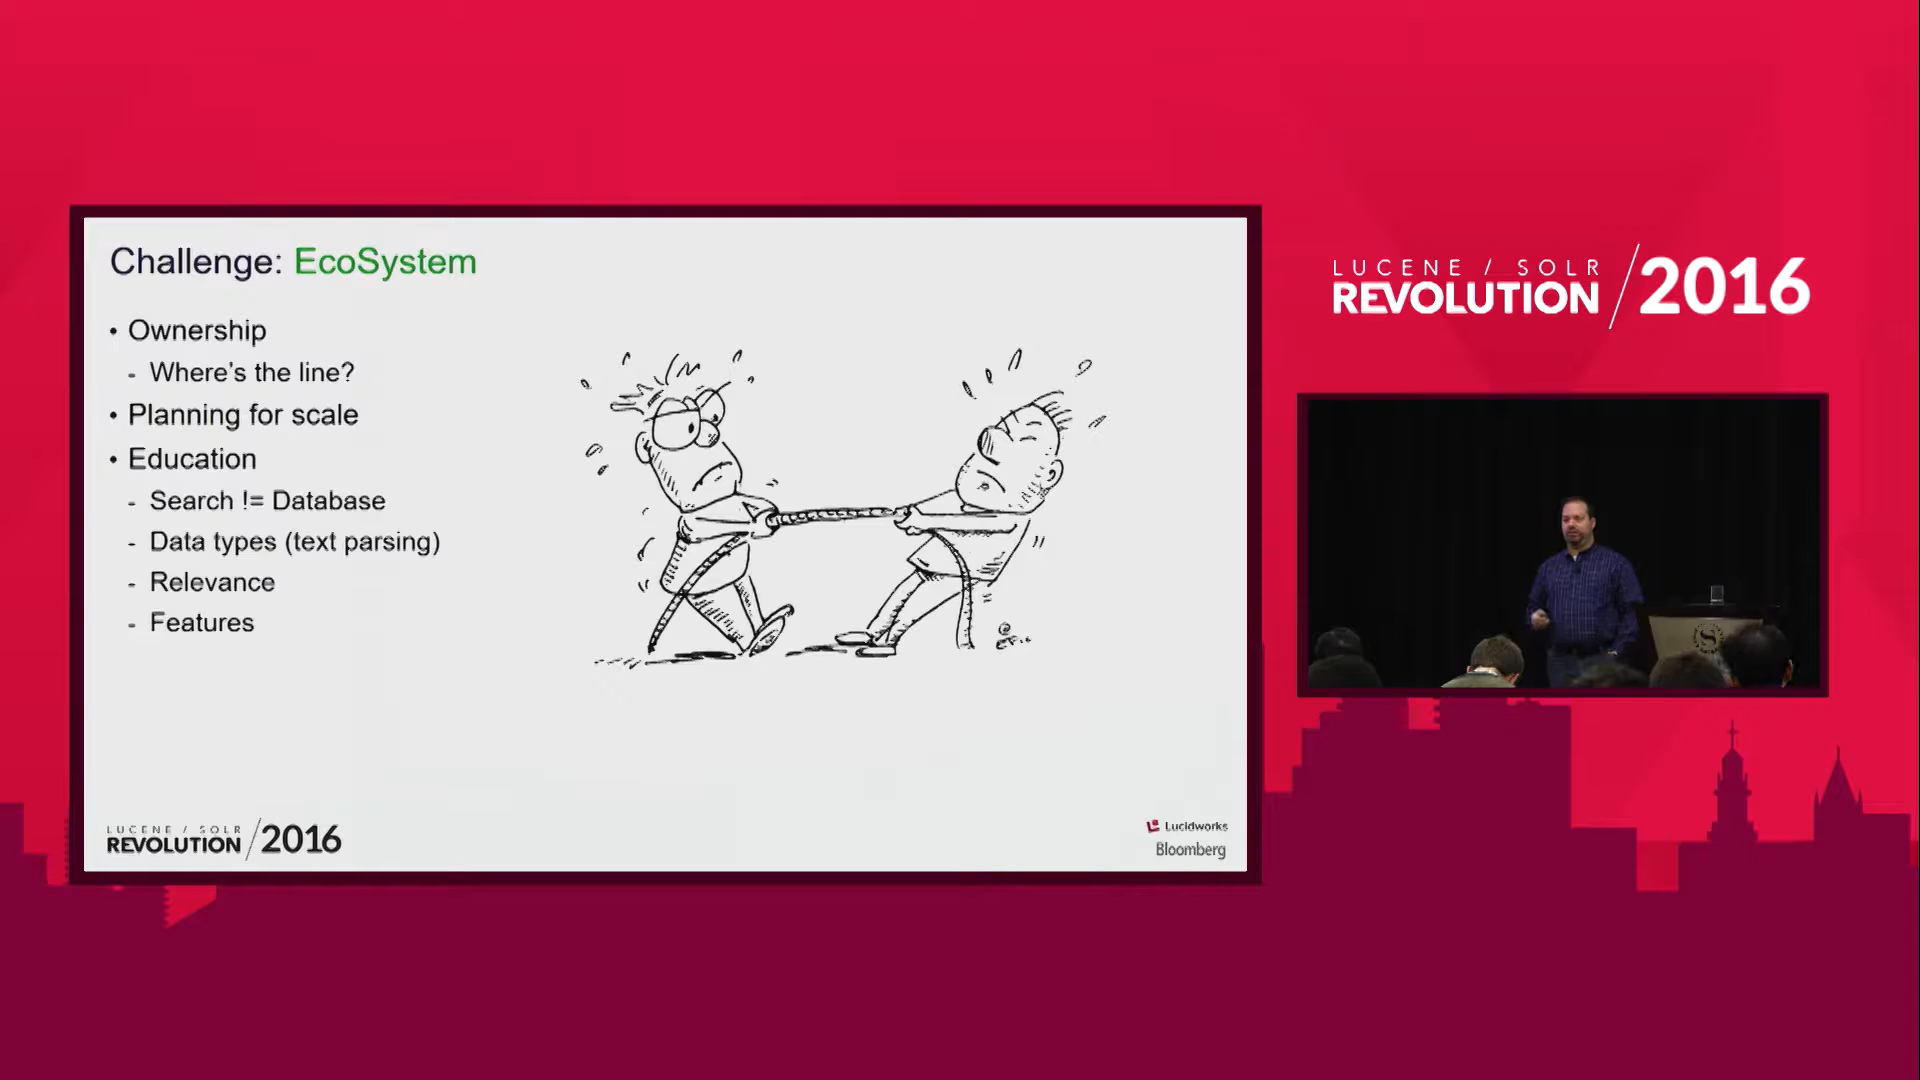 Challenge: EcoSystem
• Ownership
- Where's the line?
• Planning for scale
• Education
- Search != Database
- Data types (text parsing)
- Relevance
- Features
LUCENE / SOLR
REVOLUTION / 2016
Lucidworks
Bloomberg
LUCENE / SOLR
REVOLUTION / 2016
S